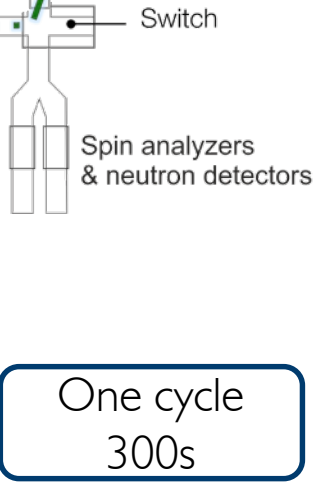 Switch
Spin analyzers
& neutron detectors
One cycle
300s